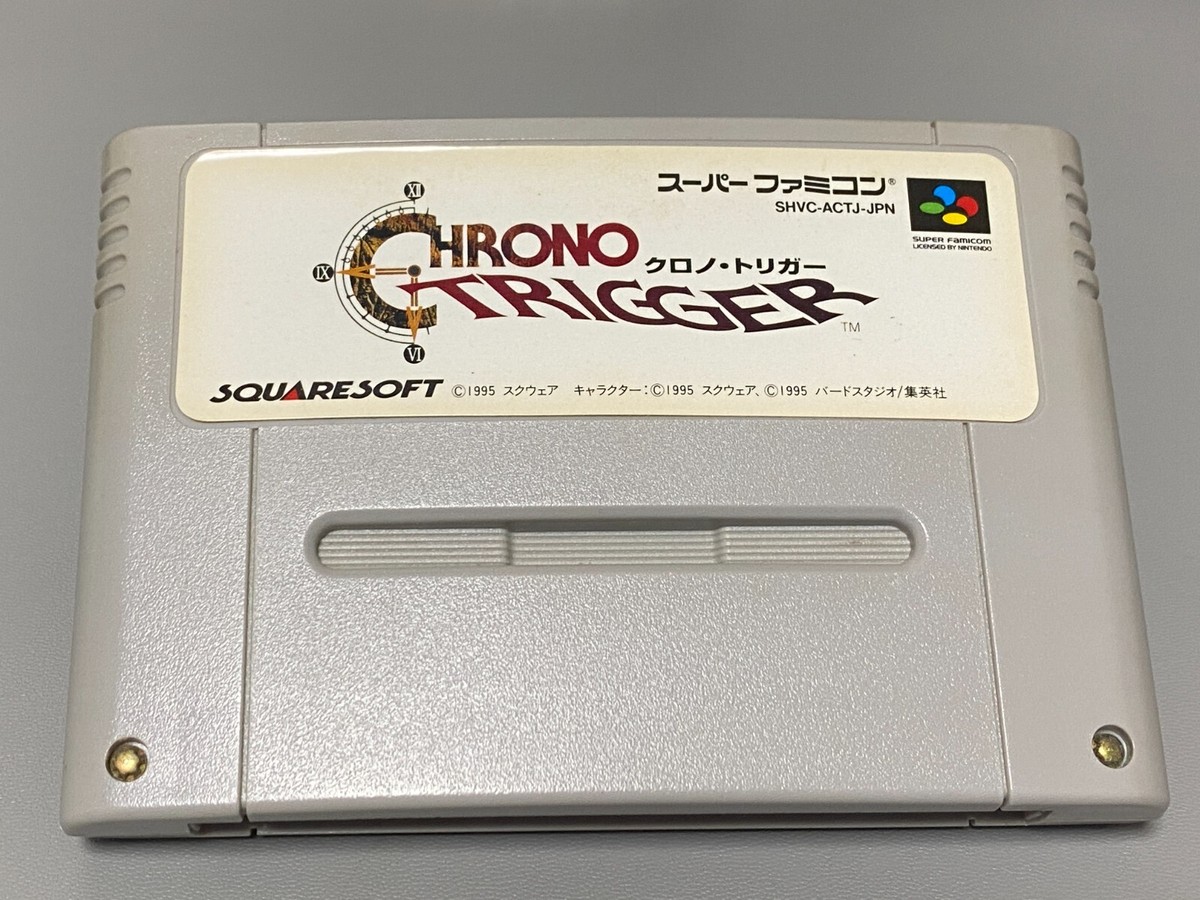 スーパーファミコン®
SHVC-ACTJ-JPN
SUPER FAMICOM
LICENSED BY NINTENDO
XII
IX
VI
CHRONO
クロノ・トリガー
TRIGGER
TM
SQUARESOFT ©1995 スクウェア キャラクター:©1995 スクウェア、©1995 バードスタジオ/集英社